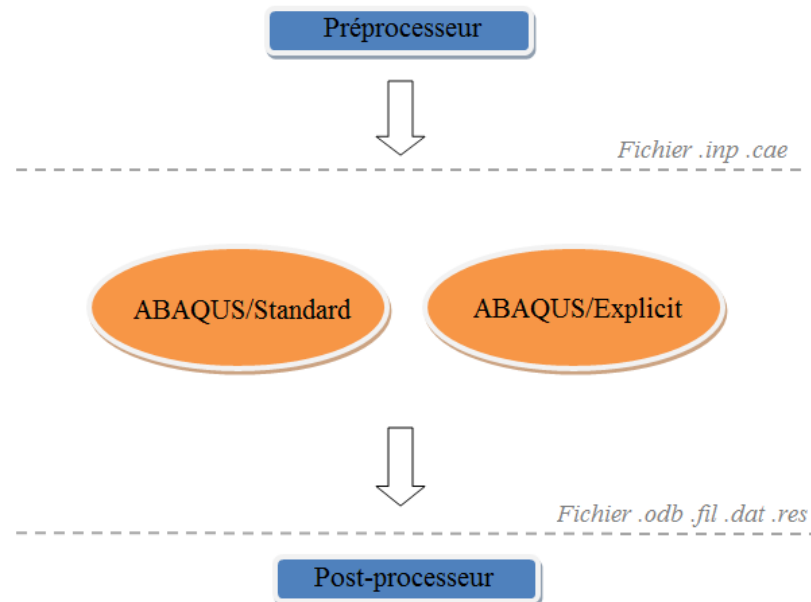 Préprocesseur
Fichier .inp .cae
ABAQUS/Standard
ABAQUS/Explicit
Fichier .odb .fil .dat .res
Post-processeur